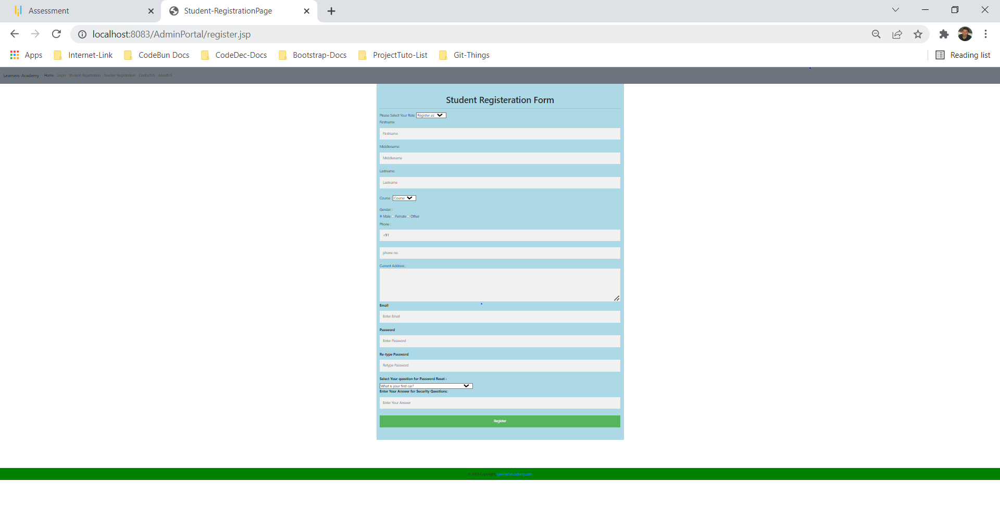 Assessment
Student-RegistrationPage
localhost:8083/AdminPortal/register.jsp
Apps Internet-Link CodeBun Docs CodeDec-Docs Bootstrap-Docs ProjectTuto-List Git-Things Reading list
Learners-Academy Home Login Student-Registration Teacher Registration ContactUS AboutUS
Student Registeration Form
Please Select Your Role: Register as:
Firstname
Firstname
Middlename:
Middlename
Lastname:
Lastname
Course : Course
Gender :
Male Female Other
Phone :
+91
phone no.
Current Address :
Email
Enter Email
Password
Enter Password
Re-type Password
Retype Password
Select Your question for Password Reset :
What is your first car?
Enter Your Answer for Security Questions:
Enter Your Answer
Register
© 2022 Copyright: Learner'sAcademy.com